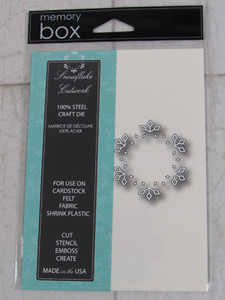 memory
box
Snowflake
Cutwork
100% STEEL
CRAFT DIE
MATRICE DE DÉCOUPE
100% ACIER
FOR USE ON
CARDSTOCK
FELT
FABRIC
SHRINK PLASTIC
CUT
STENCIL
EMBOSS
CREATE
MADE in the USA